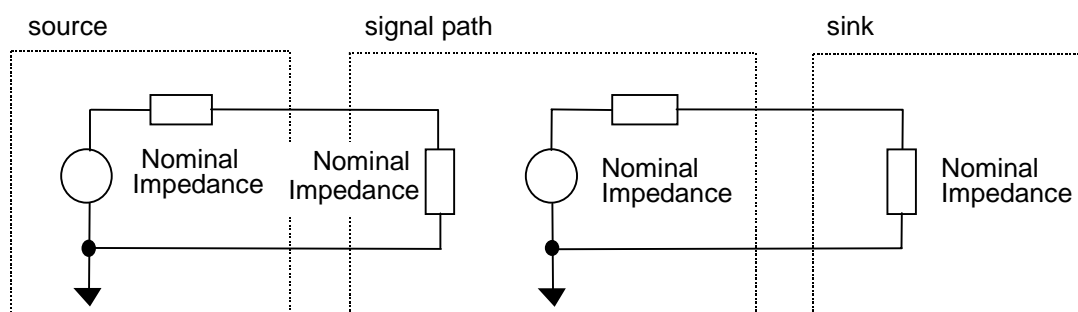 source
signal path
sink
Nominal
Impedance
Nominal
Impedance
Nominal
Impedance
Nominal
Impedance